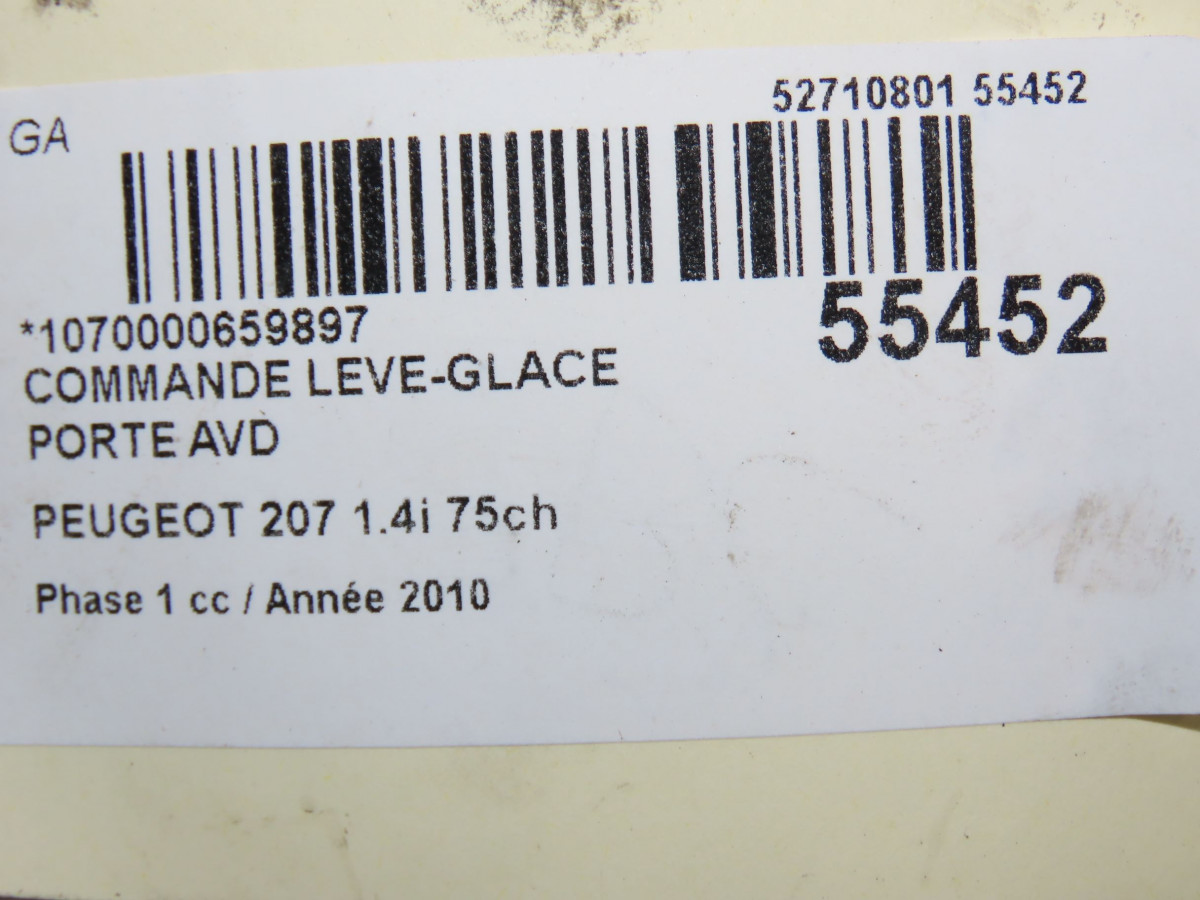 52710801 55452
GA
55452
*1070000659897
COMMANDE LEVE-GLACE
PORTE AVD
PEUGEOT 207 1.4i 75ch
Phase 1 cc / Année 2010